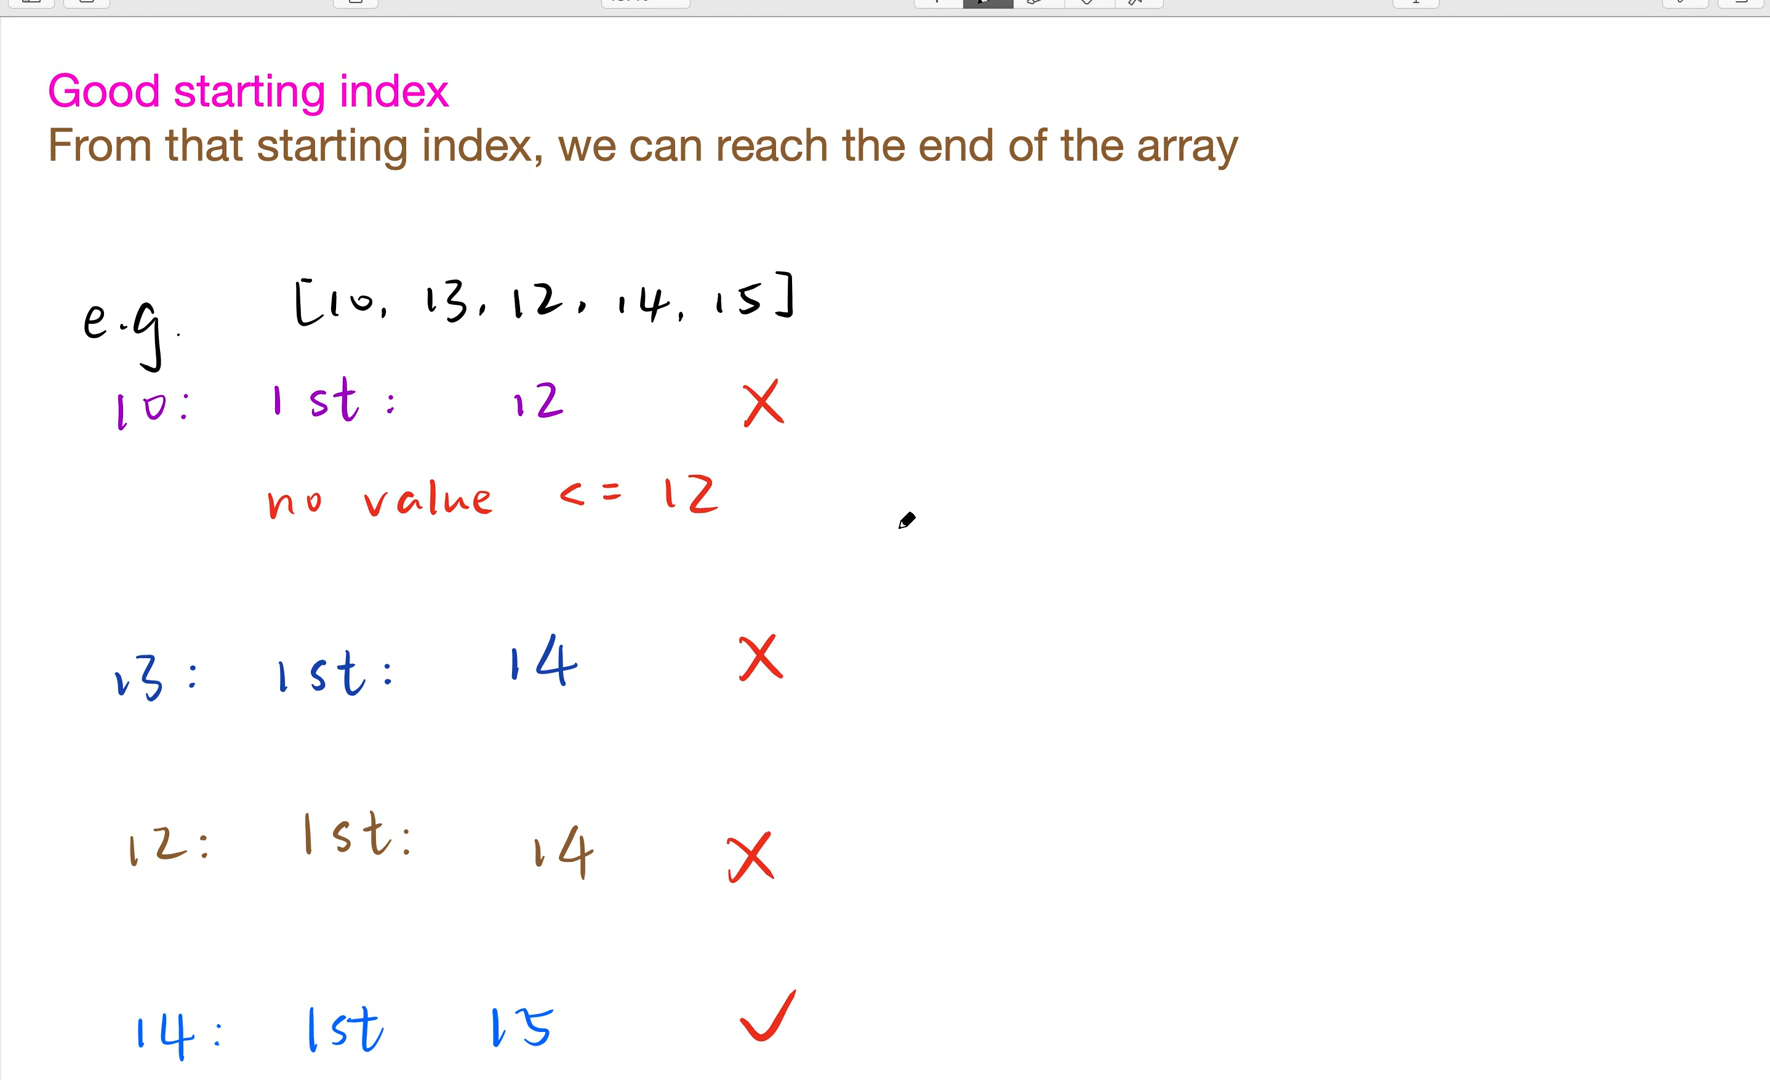 Good starting index
From that starting index, we can reach the end of the array
e.g. [10, 13, 12, 14, 15]
10: 1st: 12 X
no value <= 12
13: 1st: 14 X
12: 1st: 14 X
14: 1st 15 ✓